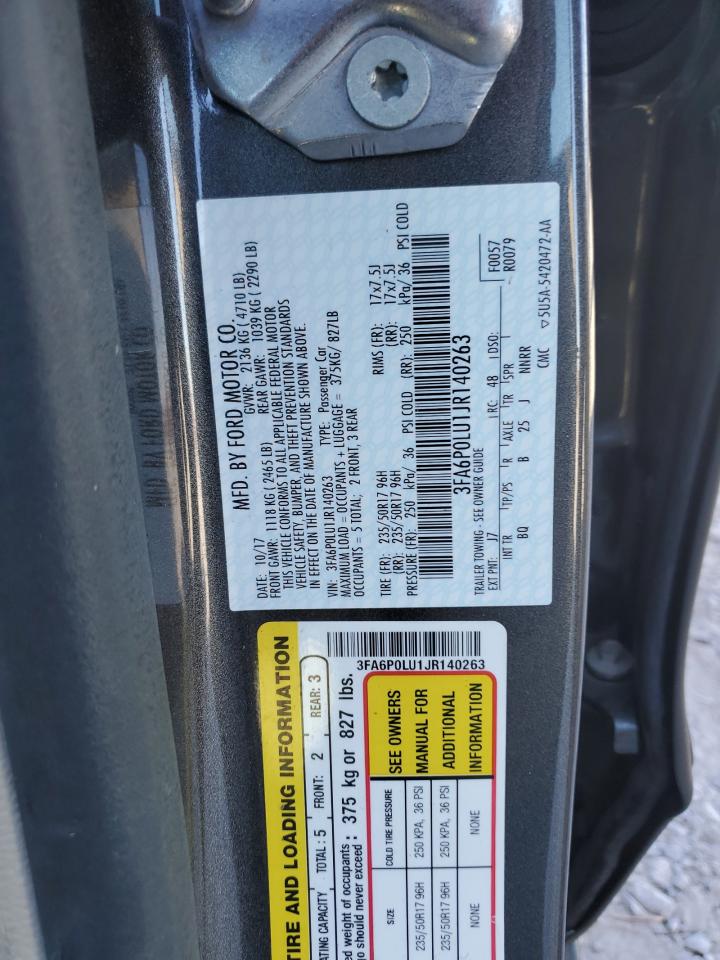 MFD. BY FORD MOTOR CO.
DATE: 10/17 GVWR: 2136 KG ( 4710 LB)
FRONT GAWR: 1118 KG (2465LB) REAR GAWR: 1039 KG ( 2290 LB)
THIS VEHICLE CONFORMS TO ALL APPLICABLE FEDERAL MOTOR
VEHICLE SAFETY, BUMPER, AND THEFT PREVENTION STANDARDS
IN EFFECT ON THE DATE OF MANUFACTURE SHOWN ABOVE.
VIN: 3FA6P0LU1JR140263 TYPE: Passenger Car
MAXIMUM LOAD = OCCUPANTS + LUGGAGE = 375KG/ 827LB
OCCUPANTS = 5 TOTAL; 2 FRONT, 3 REAR
TIRE (FR): 235/50R17 96H RIMS (FR): 17x7.5J
(RR): 235/50R17 96H (RR): 17x7.5J
PRESSURE (FR): 250 kPa/ 36 PSI COLD (RR): 250 kPa/ 36 PSI COLD
3FA6P0LU1JR140263
F0057
R0079
TRAILER TOWING - SEE OWNER GUIDE
EXT PNT: J7 RC: 48 DSO:
INT TR TP/PS R AXLE TR SPR
BQ B 25 J NNRR
CMC ▽5U5A-5420472-AA
3FA6P0LU1JR140263
TIRE AND LOADING INFORMATION
ATING CAPACITY TOTAL : 5 FRONT: 2 REAR: 3
ed weight of occupants
go should never exceed : 375 kg or 827 lbs.
SIZE COLD TIRE PRESSURE SEE OWNERS
235/50R17 96H 250 KPA, 36 PSI MANUAL FOR
235/50R17 96H 250 KPA, 36 PSI ADDITIONAL
NONE NONE INFORMATION